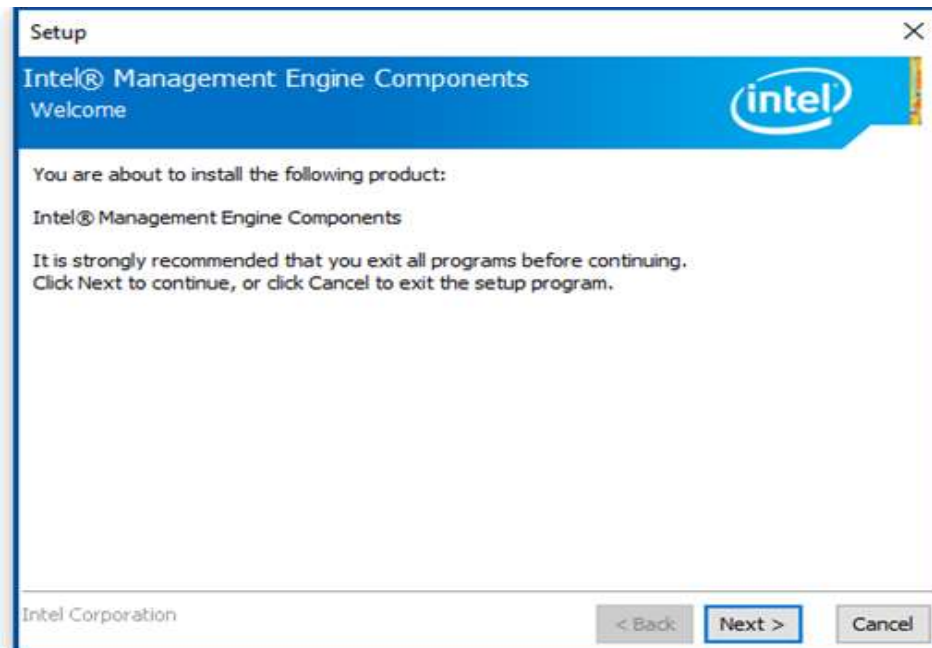 Setup
Intel® Management Engine Components
Welcome
intel
You are about to install the following product:
Intel® Management Engine Components
It is strongly recommended that you exit all programs before continuing.
Click Next to continue, or click Cancel to exit the setup program.
Intel Corporation
< Back Next > Cancel